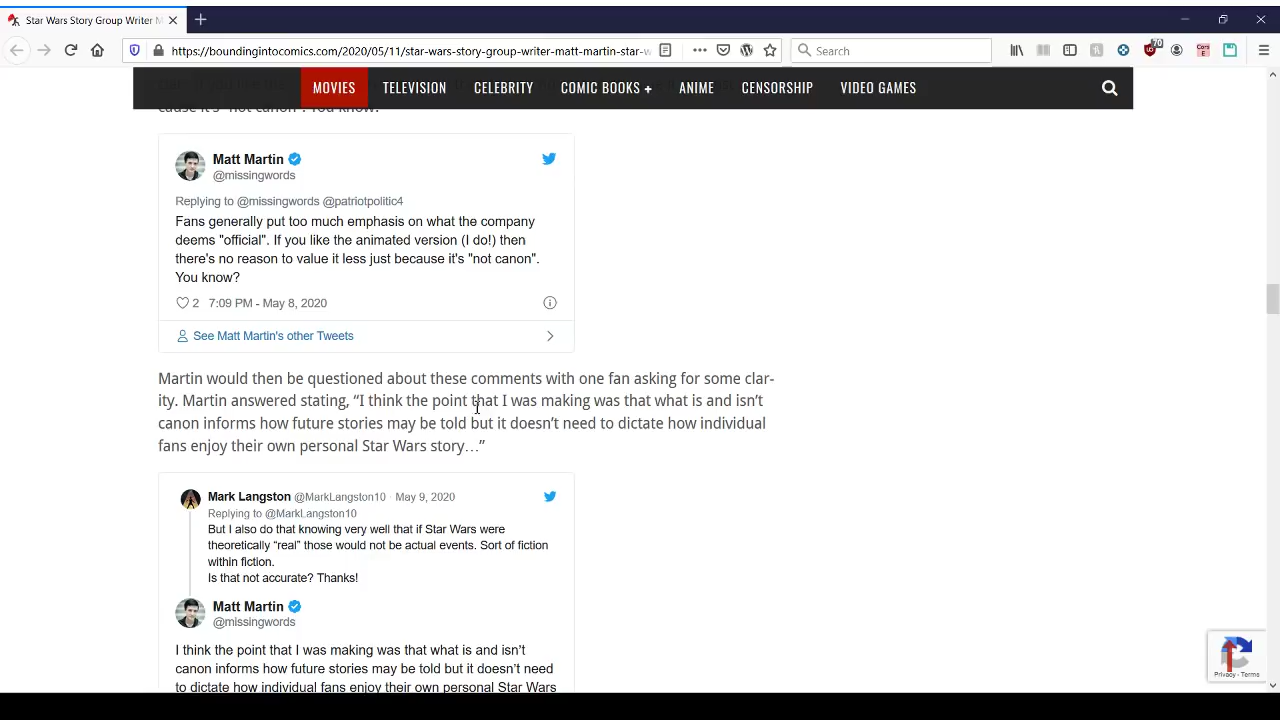 Star Wars Story Group Writer M
https://boundingintocomics.com/2020/05/11/star-wars-story-group-writer-matt-martin-star-w
Search
70
MOVIES TELEVISION CELEBRITY COMIC BOOKS + ANIME CENSORSHIP VIDEO GAMES
cause it's "not canon". You know?
Matt Martin
@missingwords
Replying to @missingwords @patriotpolitic4
Fans generally put too much emphasis on what the company
deems "official". If you like the animated version (I do!) then
there's no reason to value it less just because it's "not canon".
You know?
2 7:09 PM - May 8, 2020
See Matt Martin's other Tweets
Martin would then be questioned about these comments with one fan asking for some clar-
ity. Martin answered stating, “I think the point that I was making was that what is and isn’t
canon informs how future stories may be told but it doesn’t need to dictate how individual
fans enjoy their own personal Star Wars story…”
Mark Langston @MarkLangston10 · May 9, 2020
Replying to @MarkLangston10
But I also do that knowing very well that if Star Wars were
theoretically “real” those would not be actual events. Sort of fiction
within fiction.
Is that not accurate? Thanks!
Matt Martin
@missingwords
I think the point that I was making was that what is and isn’t
canon informs how future stories may be told but it doesn’t need
to dictate how individual fans enjoy their own personal Star Wars
Privacy - Terms